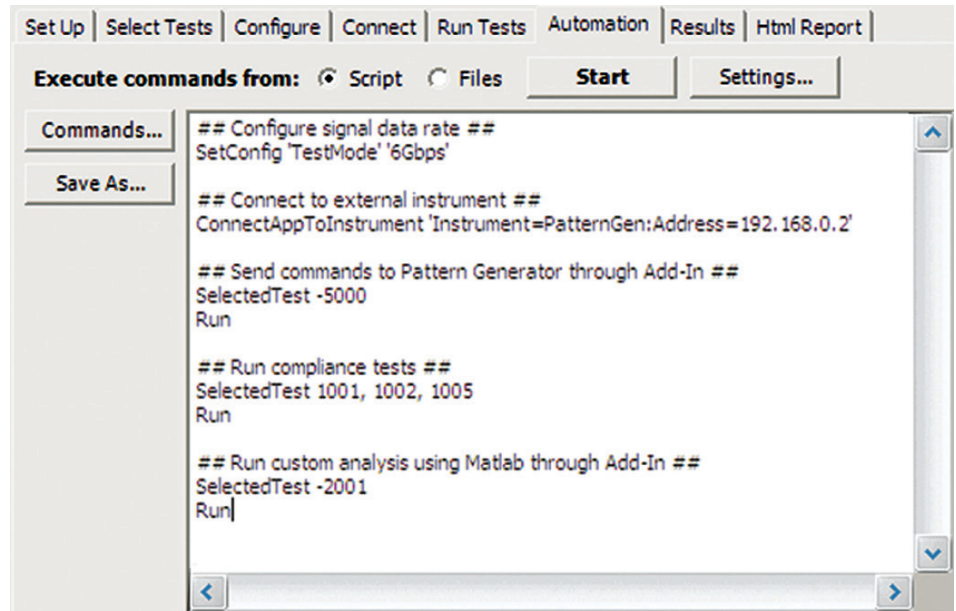 Set Up Select Tests Configure Connect Run Tests Automation Results Html Report
Execute commands from: Script Files Start Settings...
Commands...
Save As...
## Configure signal data rate ##
SetConfig 'TestMode' '6Gbps'
## Connect to external instrument ##
ConnectAppToInstrument 'Instrument=PatternGen:Address=192.168.0.2'
## Send commands to Pattern Generator through Add-In ##
SelectedTest -5000
Run
## Run compliance tests ##
SelectedTest 1001, 1002, 1005
Run
## Run custom analysis using Matlab through Add-In ##
SelectedTest -2001
Run